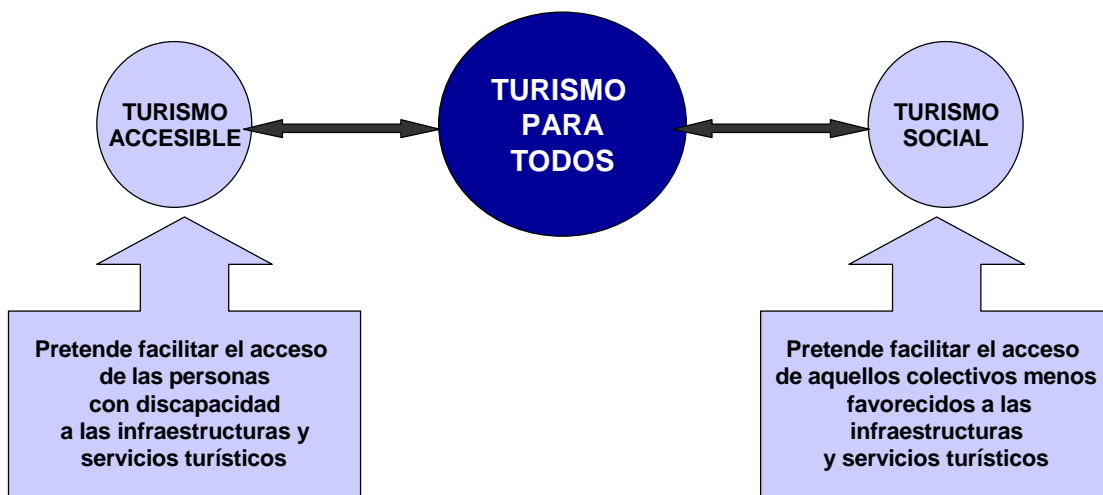 TURISMO
ACCESIBLE
TURISMO
PARA
TODOS
TURISMO
SOCIAL
Pretende facilitar el acceso
de las personas
con discapacidad
a las infraestructuras y
servicios turísticos
Pretende facilitar el acceso
de aquellos colectivos menos
favorecidos a las
infraestructuras
y servicios turísticos